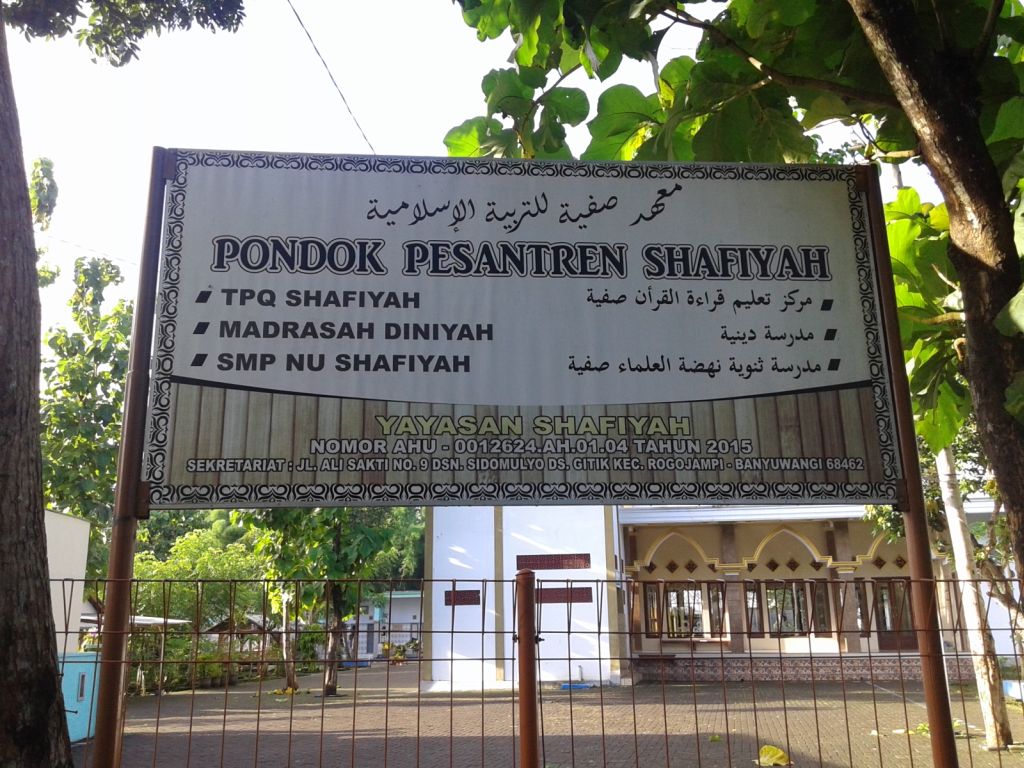 معهد صفية للتربية الإسلامية
PONDOK PESANTREN SHAFIYAH
TPQ SHAFIYAH
مركز تعليم قراءة القرأن صفية
MADRASAH DINIYAH
مدرسة دينية
SMP NU SHAFIYAH
مدرسة ثنوية نهضة العلماء صفية
YAYASAN SHAFIYAH
NOMOR AHU - 0012624.AH.01.04 TAHUN 2015
SEKRETARIAT : JL. ALI SAKTI NO. 9 DSN. SIDOMULYO DS. GITIK KEC. ROGOJAMPI - BANYUWANGI 68462